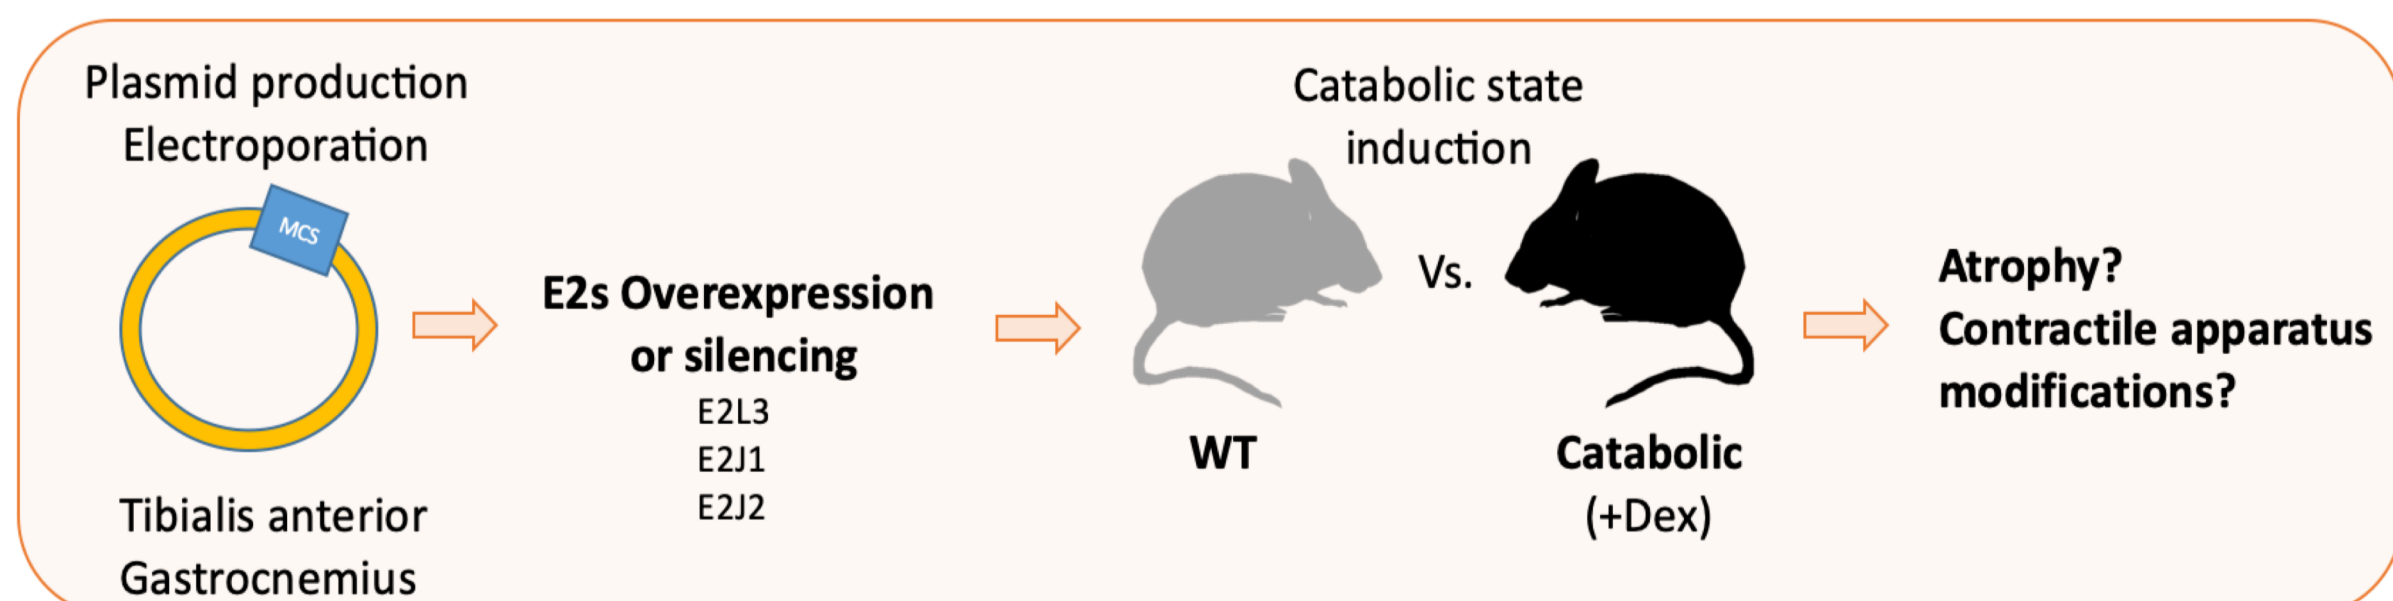 Plasmid production
Electroporation
MCS
Tibialis anterior
Gastrocnemius
E2s Overexpression
or silencing
E2L3
E2J1
E2J2
Catabolic state
induction
Vs.
WT
Catabolic
(+Dex)
Atrophy?
Contractile apparatus
modifications?